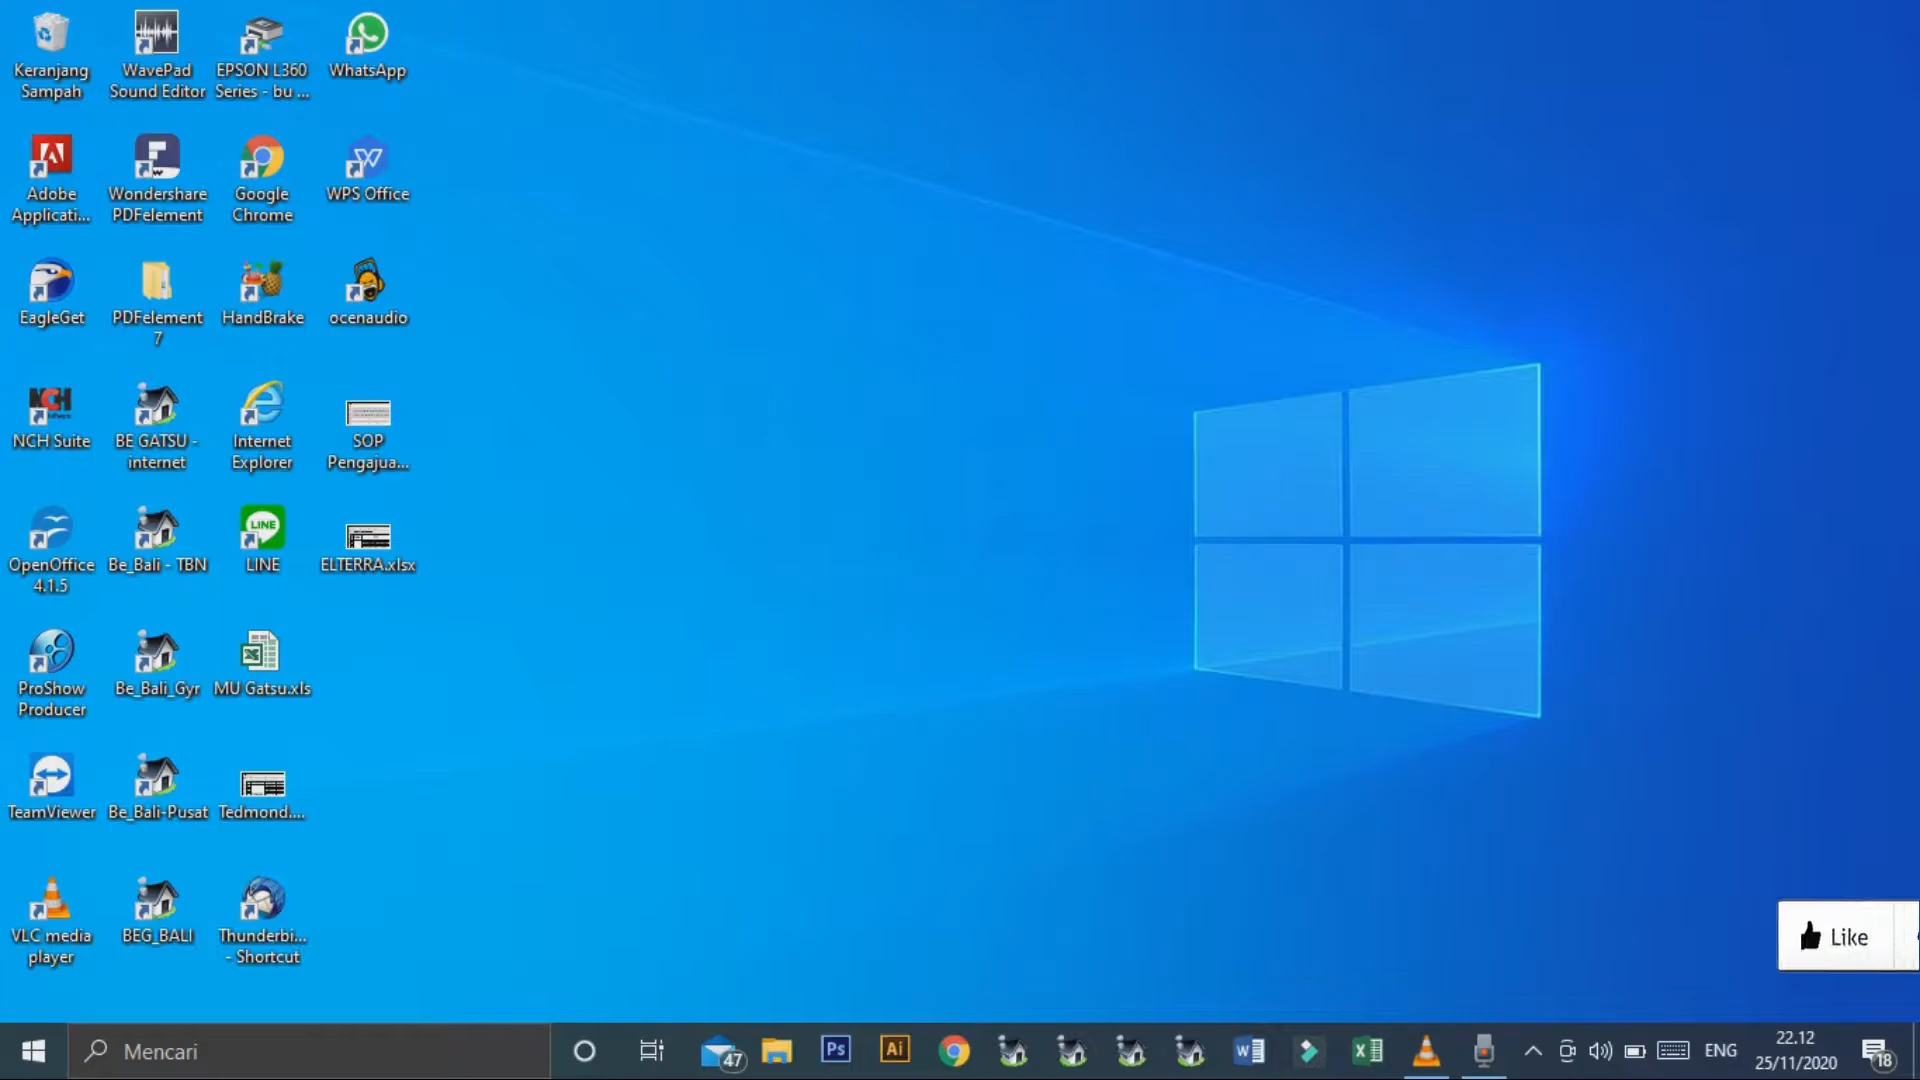 Keranjang
Sampah
WavePad
Sound Editor
EPSON L360
Series - bu ...
WhatsApp
Adobe
Applicati...
Wondershare
PDFelement
Google
Chrome
WPS Office
EagleGet
PDFelement
7
HandBrake
ocenaudio
NCH Suite
BE GATSU -
internet
Internet
Explorer
SOP
Pengajua...
OpenOffice
4.1.5
Be_Bali - TBN
LINE
LINE
ELTERRA.xlsx
ProShow
Producer
Be_Bali_Gyr
MU Gatsu.xls
TeamViewer
Be_Bali-Pusat
Tedmond....
VLC media
player
BEG_BALI
Thunderbi...
- Shortcut
Like
Mencari
47
Ps
Ai
ENG
22.12
25/11/2020
18